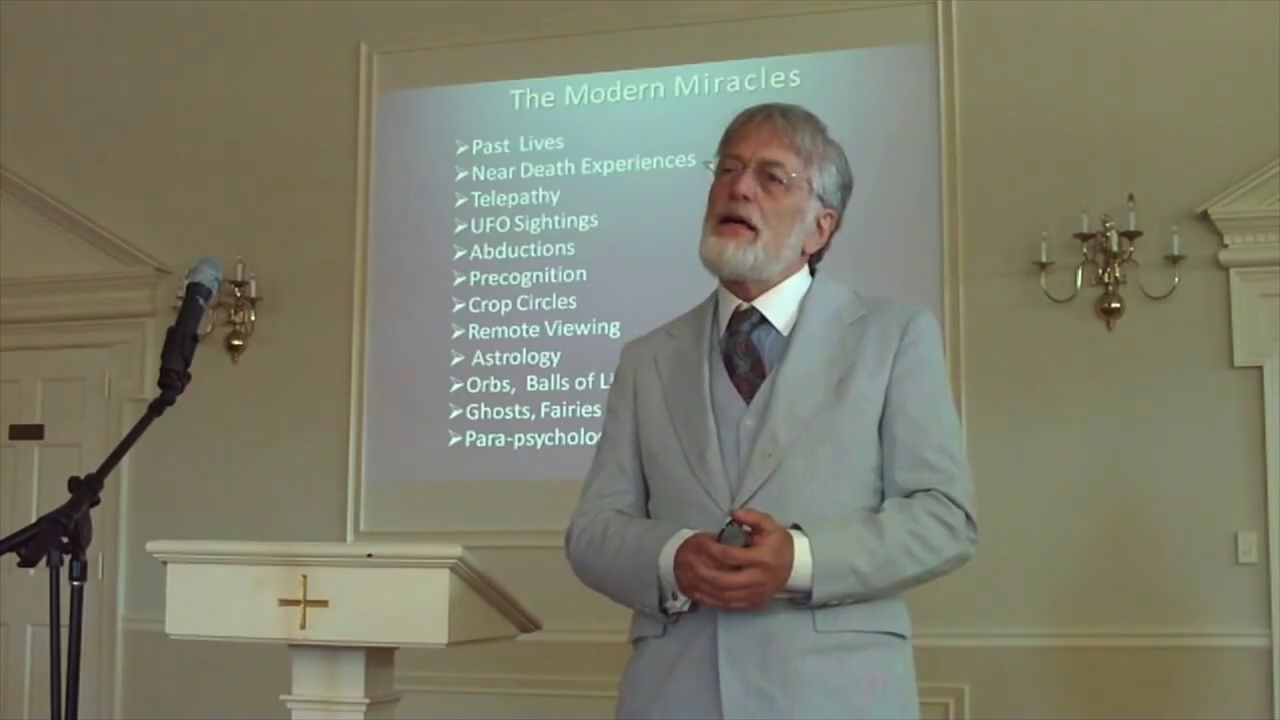 The Modern Miracles
➢Past Lives
➢Near Death Experiences
➢Telepathy
➢UFO Sightings
➢Abductions
➢Precognition
➢Crop Circles
➢Remote Viewing
➢ Astrology
➢Orbs, Balls of
➢Ghosts, Fairies